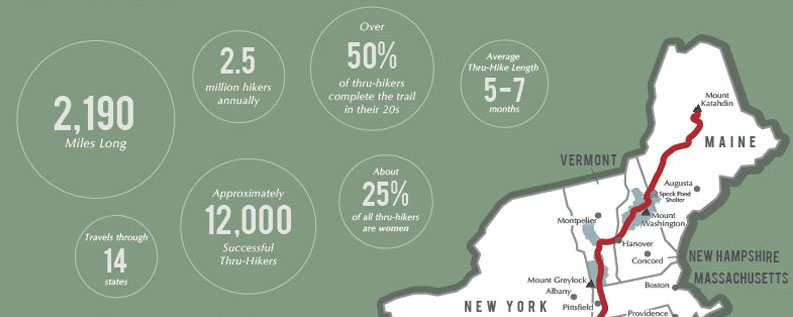 2,190
Miles Long
2.5
million hikers
annually
Over
50%
of thru-hikers
complete the trail
in their 20s
Average
Thru-Hike Length
5-7
months
Travels through
14
states
Approximately
12,000
Successful
Thru-Hikers
About
25%
of all thru-hikers
are women
Mount
Katahdin
MAINE
VERMONT
Augusta
Speck Pond
Shelter
Montpelier
Mount
Washington
Hanover
Concord
NEW HAMPSHIRE
MASSACHUSETTS
Mount Greylock
Albany
Boston
NEW YORK
Pittsfield
Providence